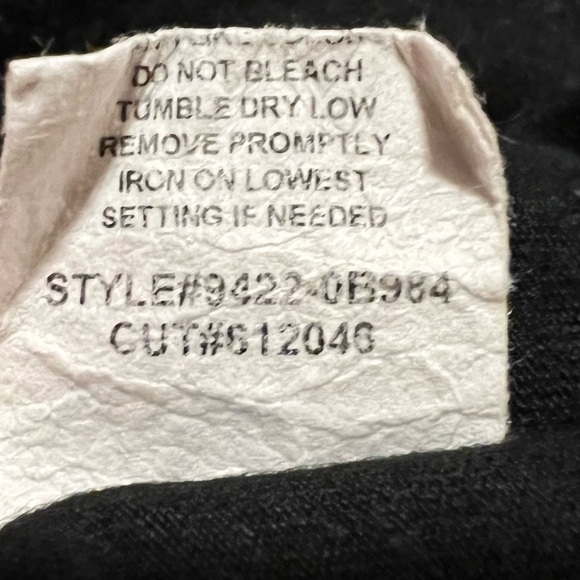 DO NOT BLEACH
TUMBLE DRY LOW
REMOVE PROMPTLY
IRON ON LOWEST
SETTING IF NEEDED
STYLE#9422-0B984
CUT#612046